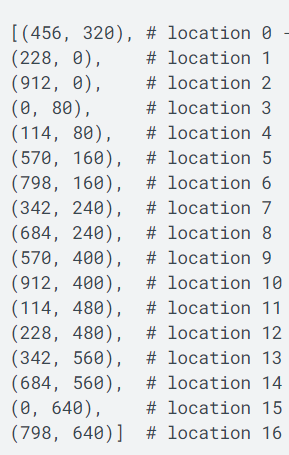 [(456, 320), # location 0 -
(228, 0),    # location 1
(912, 0),    # location 2
(0, 80),     # location 3
(114, 80),   # location 4
(570, 160),  # location 5
(798, 160),  # location 6
(342, 240),  # location 7
(684, 240),  # location 8
(570, 400),  # location 9
(912, 400),  # location 10
(114, 480),  # location 11
(228, 480),  # location 12
(342, 560),  # location 13
(684, 560),  # location 14
(0, 640),    # location 15
(798, 640)]  # location 16